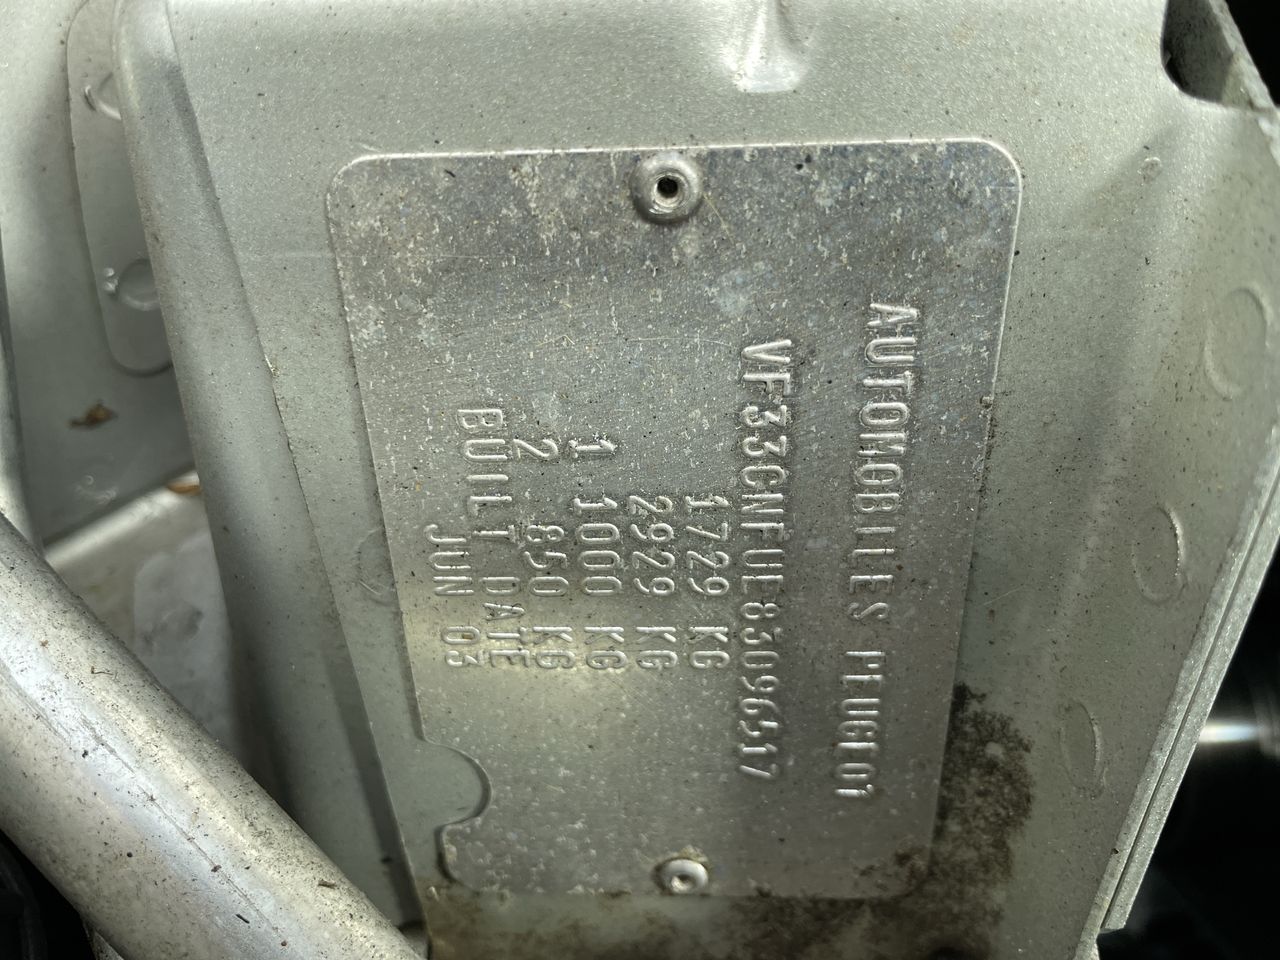 AUTOMOBILES PEUGEOT
VF33CNFUE83096517
1729 KG
2929 KG
1 1000 KG
2 850 KG
BUILT DATE
JUN 03